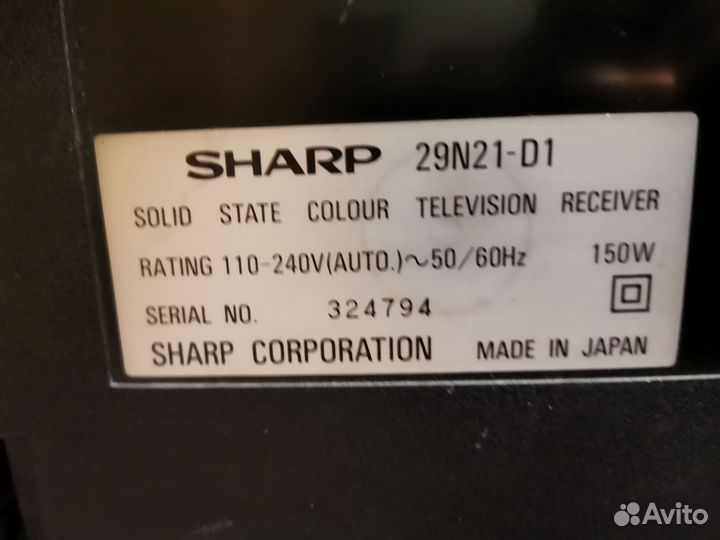 SHARP 29N21-D1
SOLID STATE COLOUR TELEVISION RECEIVER
RATING 110-240V(AUTO.)~50/60Hz 150W
SERIAL NO. 324794
SHARP CORPORATION MADE IN JAPAN
Avito